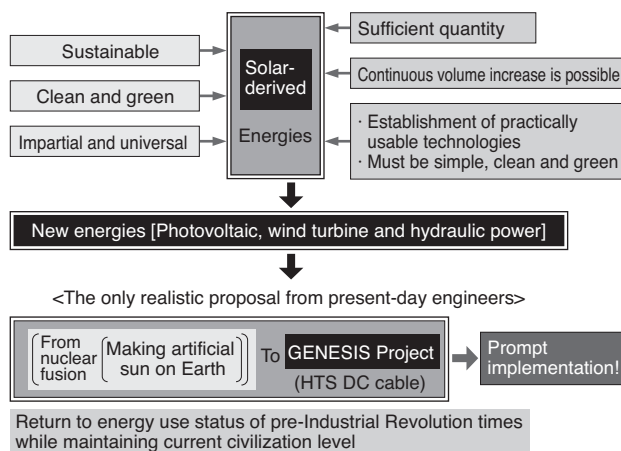 Sustainable
Clean and green
Impartial and universal
Solar-
derived
Energies
Sufficient quantity
Continuous volume increase is possible
· Establishment of practically
usable technologies
· Must be simple, clean and green
New energies [Photovoltaic, wind turbine and hydraulic power]
<The only realistic proposal from present-day engineers>
From
nuclear
fusion
Making artificial
sun on Earth
To
GENESIS Project
(HTS DC cable)
Prompt
implementation!
Return to energy use status of pre-Industrial Revolution times
while maintaining current civilization level